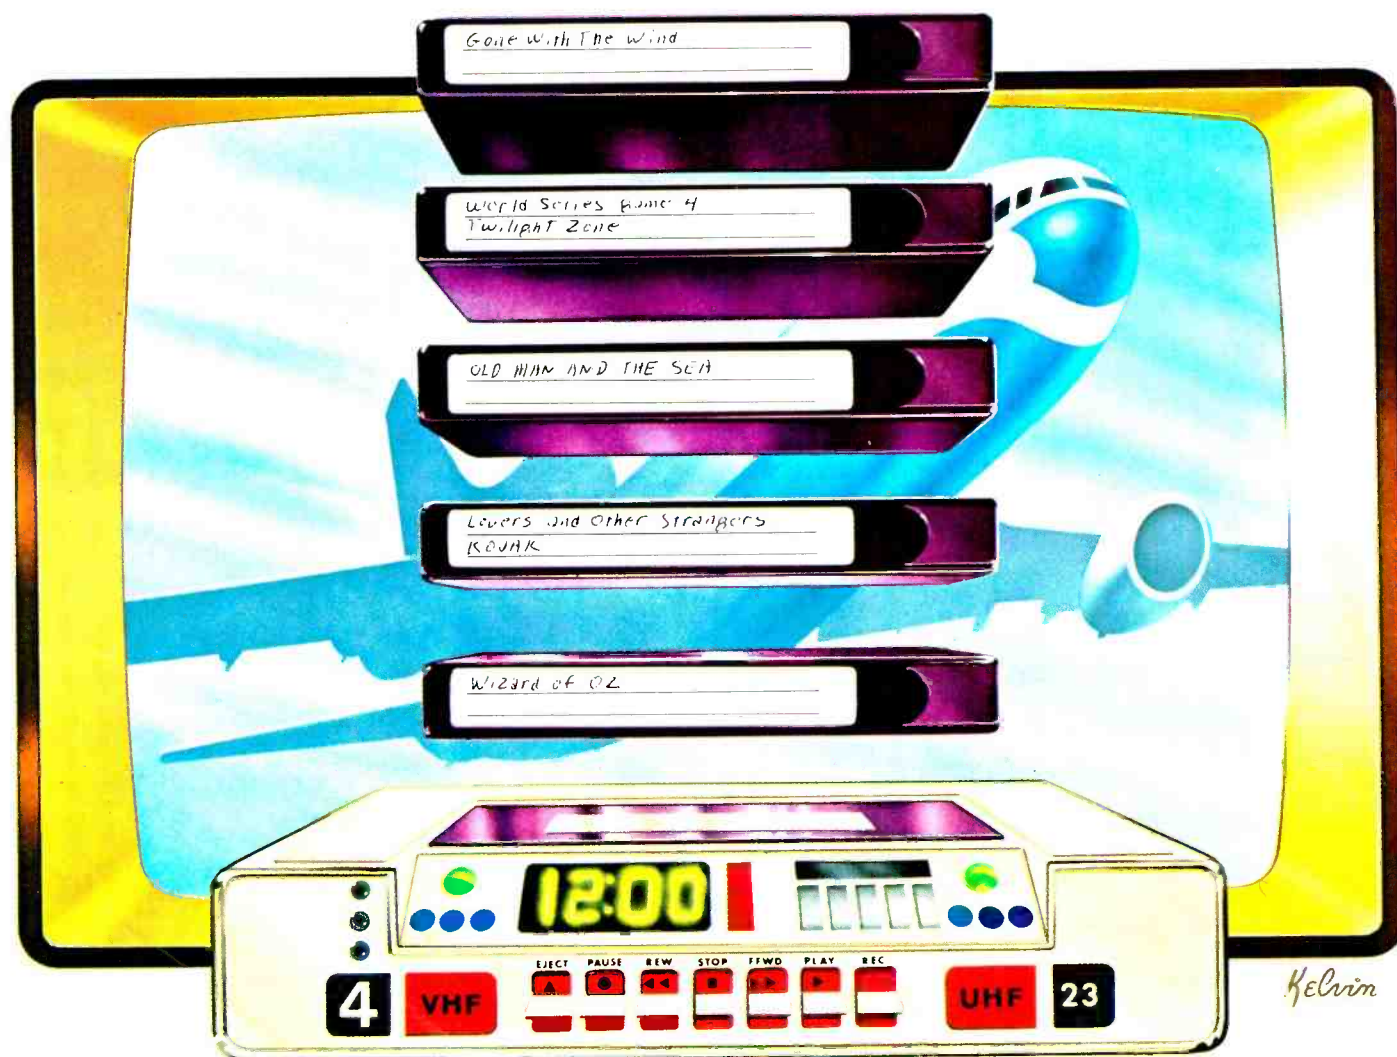 Gone With The Wind
World Series Game 4
Twilight Zone
OLD MAN AND THE SEA
Lovers and Other Strangers
KOJAK
Wizard of OZ
12:00
EJECT PAUSE REW STOP FFWD PLAY REC
4 VHF UHF 23
Kelvin